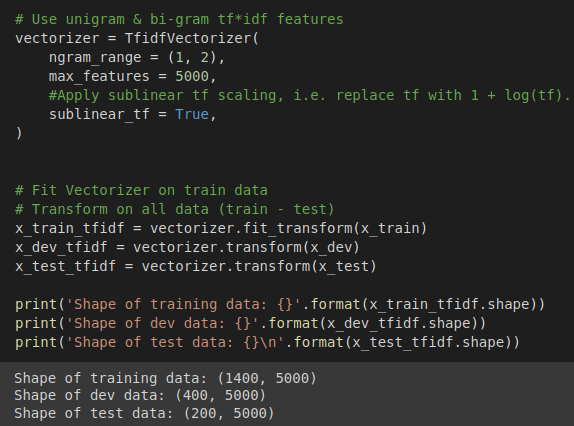 # Use unigram & bi-gram tf*idf features
vectorizer = TfidfVectorizer(
    ngram_range = (1, 2),
    max_features = 5000,
    #Apply sublinear tf scaling, i.e. replace tf with 1 + log(tf).
    sublinear_tf = True,
)
# Fit Vectorizer on train data
# Transform on all data (train - test)
x_train_tfidf = vectorizer.fit_transform(x_train)
x_dev_tfidf = vectorizer.transform(x_dev)
x_test_tfidf = vectorizer.transform(x_test)
print('Shape of training data: {}'.format(x_train_tfidf.shape))
print('Shape of dev data: {}'.format(x_dev_tfidf.shape))
print('Shape of test data: {}\n'.format(x_test_tfidf.shape))
Shape of training data: (1400, 5000)
Shape of dev data: (400, 5000)
Shape of test data: (200, 5000)